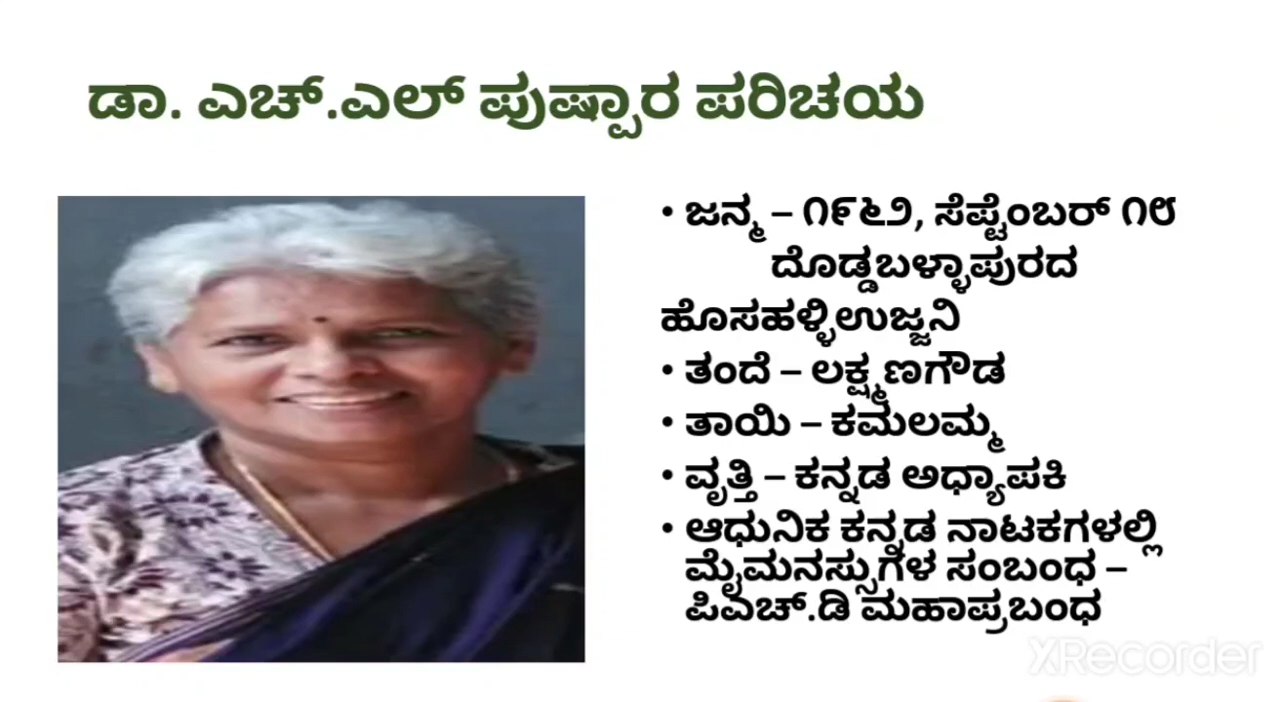 ಡಾ. ಎಚ್.ಎಲ್ ಪುಷ್ಪಾರ ಪರಿಚಯ
• ಜನ್ಮ – ೧೯೬೨, ಸೆಪ್ಟೆಂಬರ್ ೧೮
ದೊಡ್ಡಬಳ್ಳಾಪುರದ
ಹೊಸಹಳ್ಳಿಉಜ್ಜನಿ
• ತಂದೆ – ಲಕ್ಷ್ಮಣಗೌಡ
• ತಾಯಿ – ಕಮಲಮ್ಮ
• ವೃತ್ತಿ – ಕನ್ನಡ ಅಧ್ಯಾಪಕಿ
• ಆಧುನಿಕ ಕನ್ನಡ ನಾಟಕಗಳಲ್ಲಿ
ಮೈಮನಸ್ಸುಗಳ ಸಂಬಂಧ –
ಪಿಎಚ್.ಡಿ ಮಹಾಪ್ರಬಂಧ
XRecorder